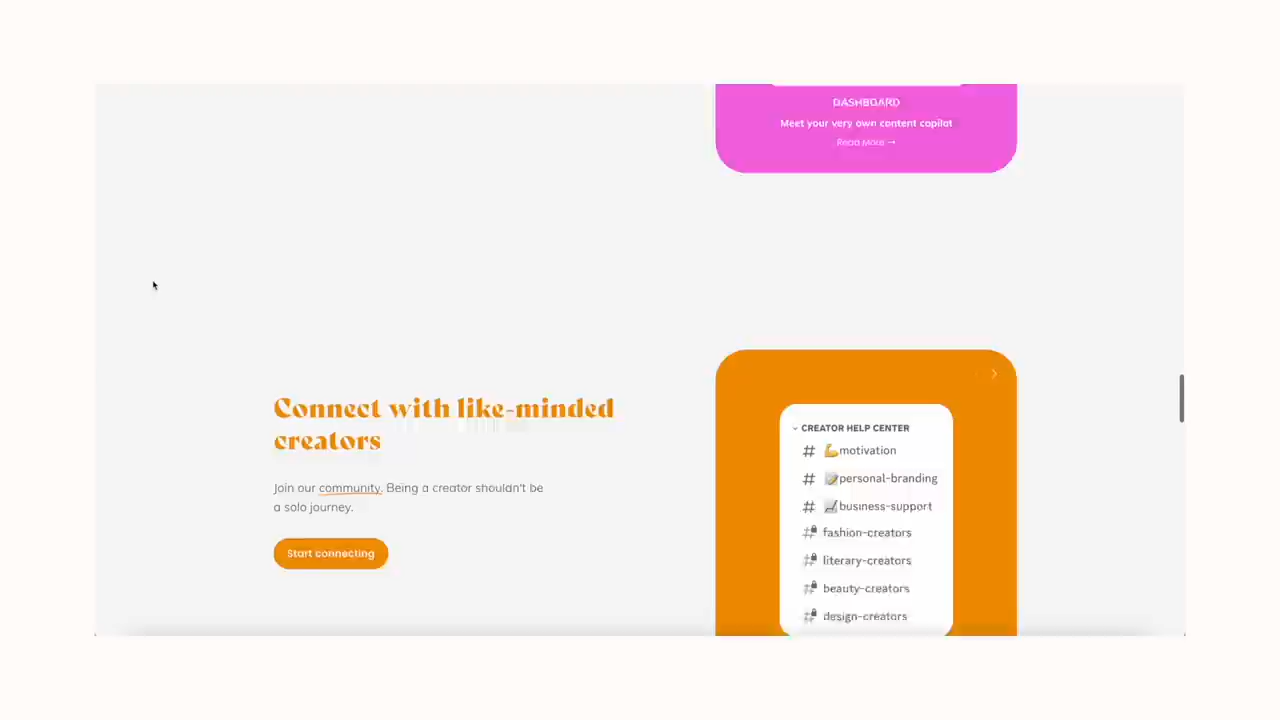 DASHBOARD
Meet your very own content copilot
Read More →
Connect with like-minded
creators
Join our community. Being a creator shouldn't be
a solo journey.
Start connecting
CREATOR HELP CENTER
# 💪motivation
# 📝personal-branding
# 📈business-support
# fashion-creators
# literary-creators
# beauty-creators
# design-creators